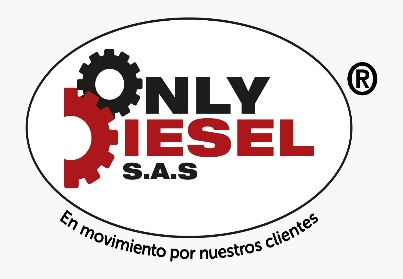 ONLY
DIESEL
S.A.S
®
En movimiento por nuestros clientes